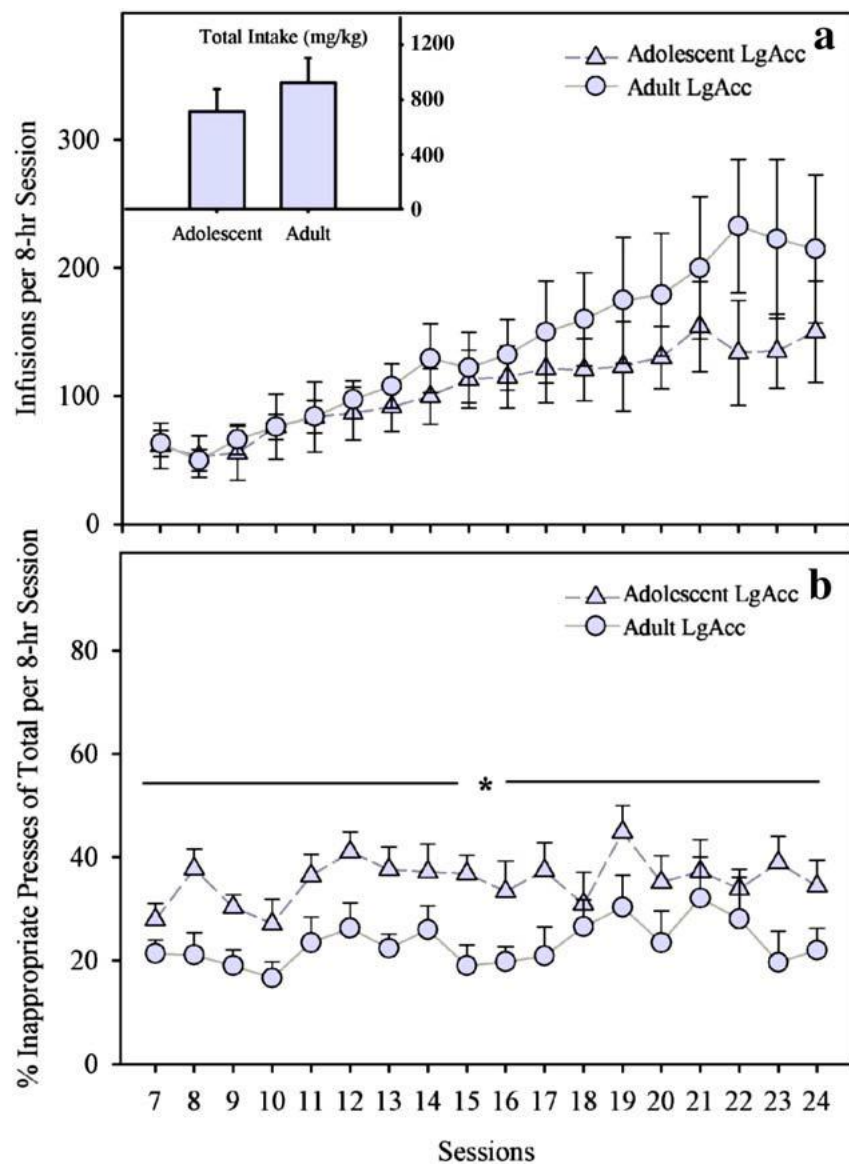 Total Intake (mg/kg)
1200
800
400
0
Adolescent Adult
a
Adolescent LgAcc
Adult LgAcc
Infusions per 8-hr Session
300
200
100
0
b
Adolescent LgAcc
Adult LgAcc
% Inappropriate Presses of Total per 8-hr Session
80
60
40
20
0
*
7 8 9 10 11 12 13 14 15 16 17 18 19 20 21 22 23 24
Sessions